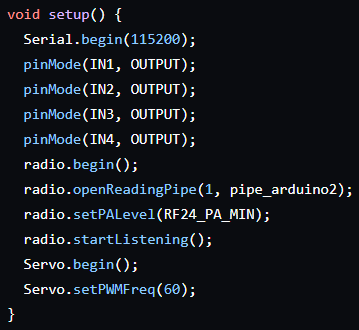 void setup() {
  Serial.begin(115200);
  pinMode(IN1, OUTPUT);
  pinMode(IN2, OUTPUT);
  pinMode(IN3, OUTPUT);
  pinMode(IN4, OUTPUT);
  radio.begin();
  radio.openReadingPipe(1, pipe_arduino2);
  radio.setPALevel(RF24_PA_MIN);
  radio.startListening();
  Servo.begin();
  Servo.setPWMFreq(60);
}